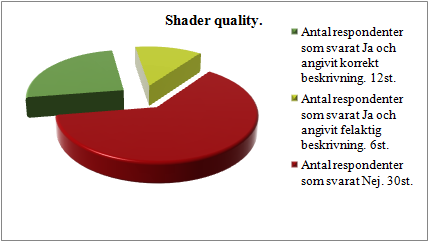 Shader quality.
Antal respondenter
som svarat Ja och
angivit korrekt
beskrivning. 12st.
Antal respondenter
som svarat Ja och
angivit felaktig
beskrivning. 6st.
Antal respondenter
som svarat Nej. 30st.